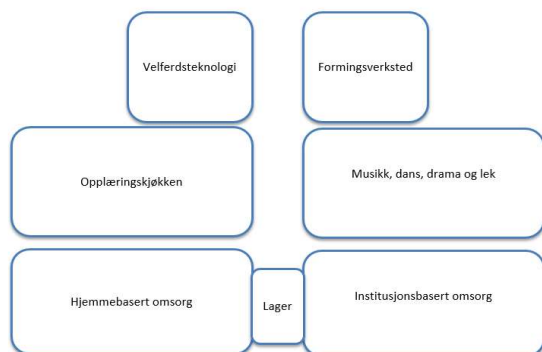 Velferdsteknologi
Formingsverksted
Opplæringskjøkken
Musikk, dans, drama og lek
Hjemmebasert omsorg
Lager
Institusjonsbasert omsorg